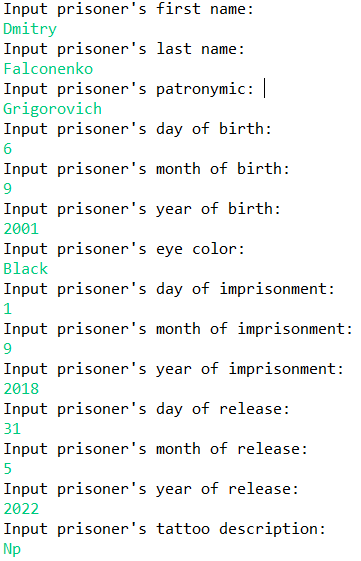 Input prisoner's first name:
Dmitry
Input prisoner's last name:
Falconenko
Input prisoner's patronymic:
Grigorovich
Input prisoner's day of birth:
6
Input prisoner's month of birth:
9
Input prisoner's year of birth:
2001
Input prisoner's eye color:
Black
Input prisoner's day of imprisonment:
1
Input prisoner's month of imprisonment:
9
Input prisoner's year of imprisonment:
2018
Input prisoner's day of release:
31
Input prisoner's month of release:
5
Input prisoner's year of release:
2022
Input prisoner's tattoo description:
Np